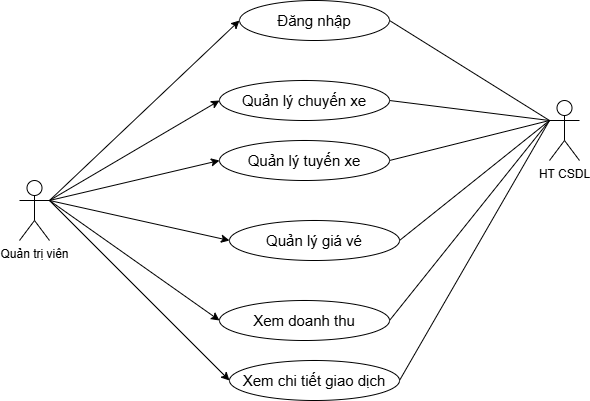 Đăng nhập
Quản lý chuyến xe
Quản lý tuyến xe
HT CSDL
Quản lý giá vé
Quản trị viên
Xem doanh thu
Xem chi tiết giao dịch